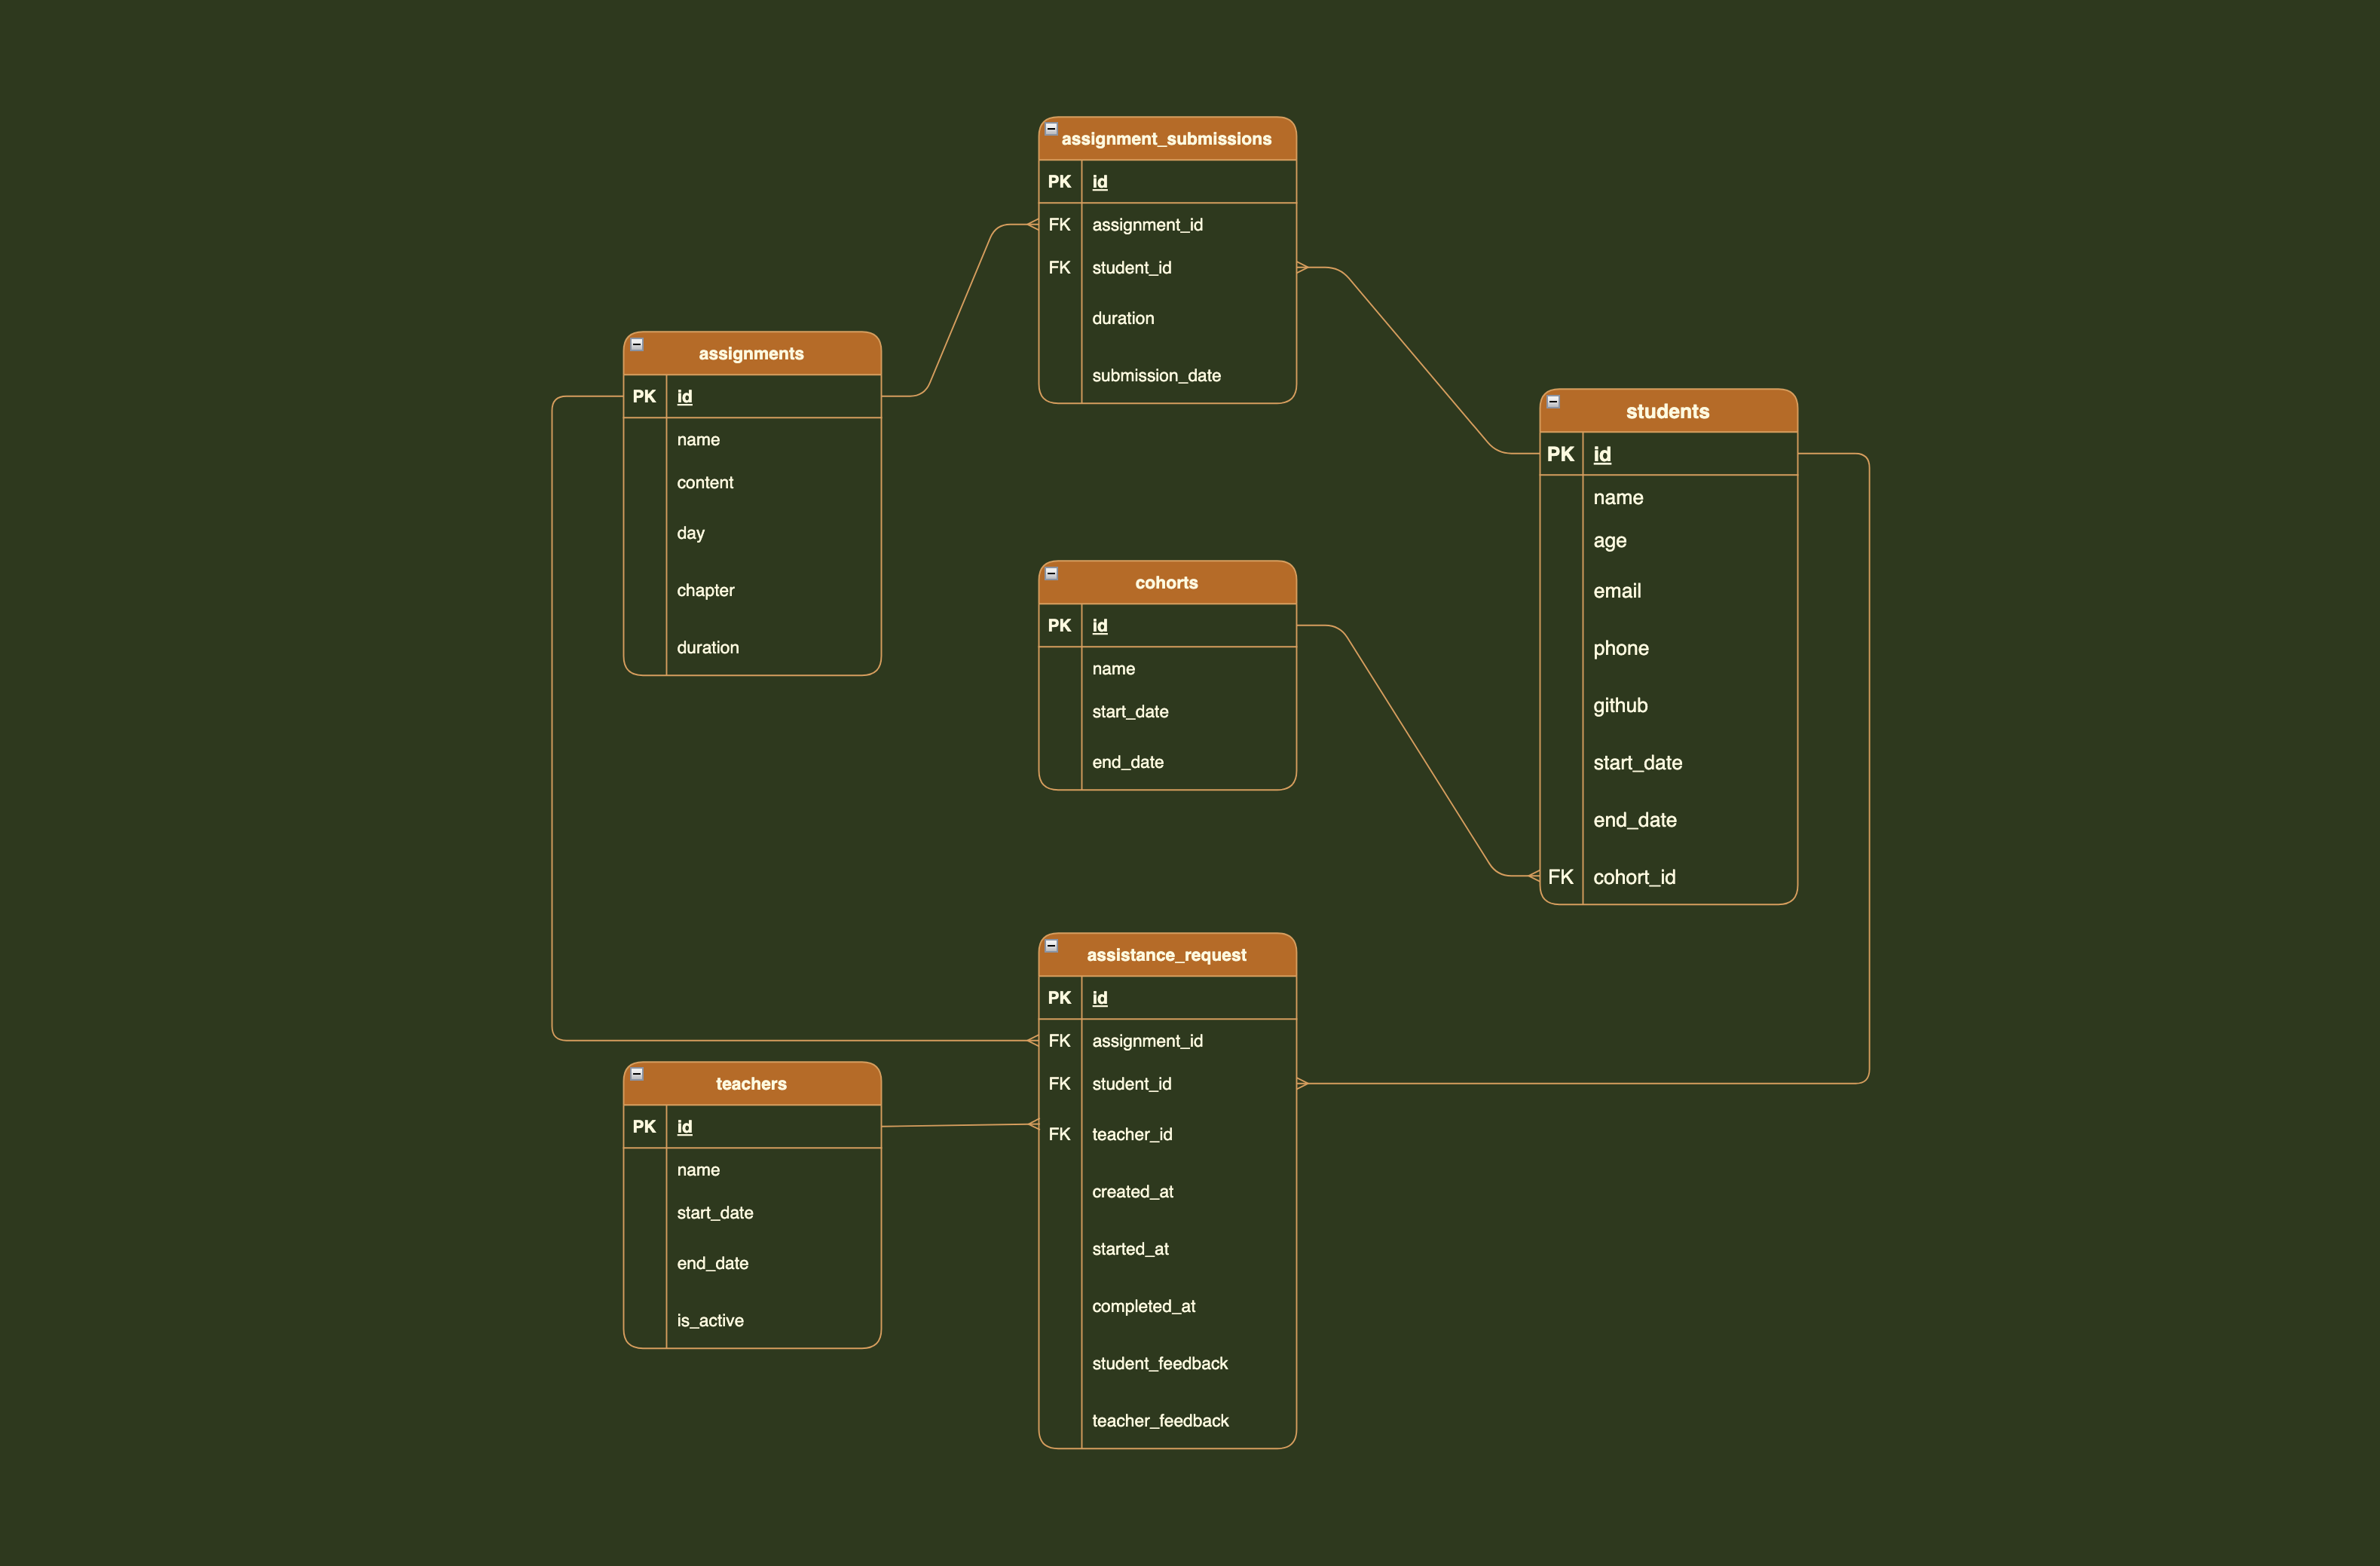 assignment_submissions
PK id
FK assignment_id
FK student_id
duration
submission_date
assignments
PK id
name
content
day
chapter
duration
students
PK id
name
age
email
phone
github
start_date
end_date
FK cohort_id
cohorts
PK id
name
start_date
end_date
assistance_request
PK id
FK assignment_id
FK student_id
FK teacher_id
created_at
started_at
completed_at
student_feedback
teacher_feedback
teachers
PK id
name
start_date
end_date
is_active